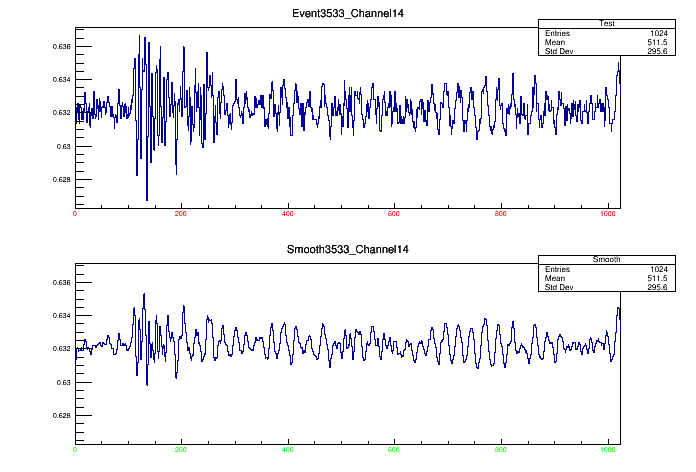 Event3533_Channel14
Test
Entries 1024
Mean 511.5
Std Dev 295.6
0.636
0.634
0.632
0.63
0.628
0 200 400 600 800 1000
Smooth3533_Channel14
Smooth
Entries 1024
Mean 511.5
Std Dev 295.6
0.636
0.634
0.632
0.63
0.628
0 200 400 600 800 1000